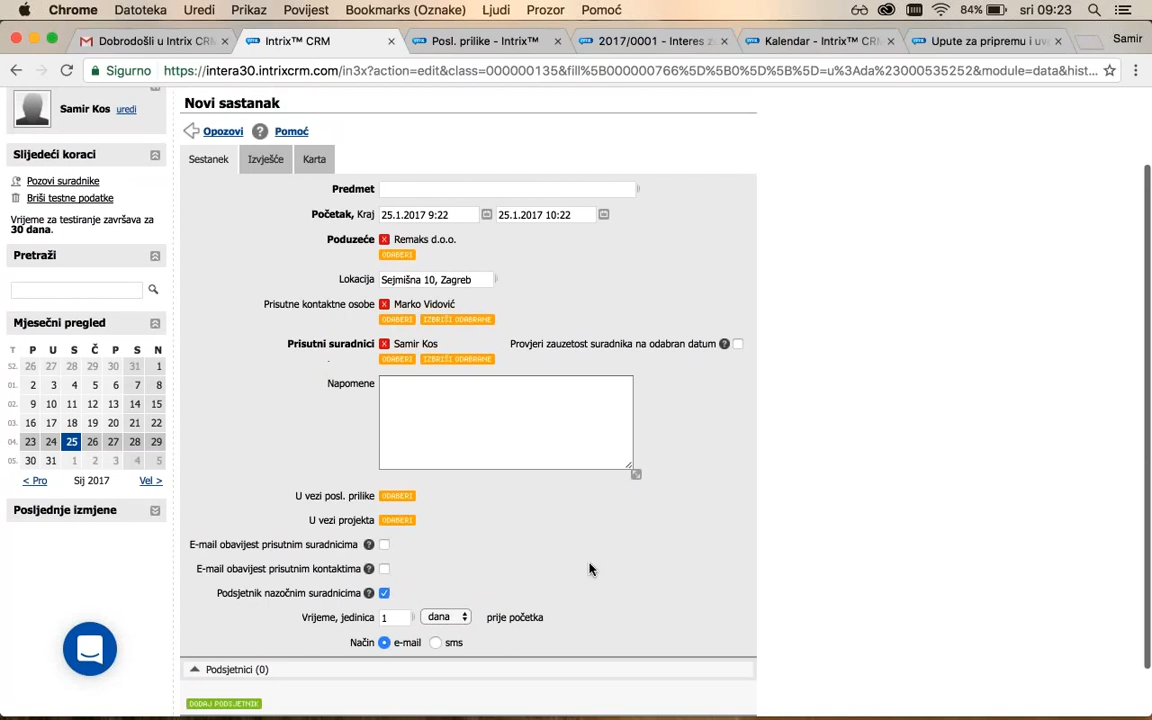 Chrome Datoteka Uredi Prikaz Povijest Bookmarks (Oznake) Ljudi Prozor Pomoć 84% sri 09:23
Dobrodošli u Intrix CR Intrix™ CRM Posl. prilike - Intrix™ 2017/0001 - Interes z Kalendar - Intrix™ CR Upute za pripremu i uv Samir
Sigurno https://intera30.intrixcrm.com/in3x?action=edit&class=000000135&fill%5B000000766%5D%5B0%5D%5B%5D=u%3Ada%23000535252&module=data&hist...
Samir Kos uredi
Slijedeći koraci
Pozovi suradnike
Briši testne podatke
Vrijeme za testiranje završava za
30 dana.
Pretraži
Mjesečni pregled
T P U S Č P S N
52. 26 27 28 29 30 31 1
01. 2 3 4 5 6 7 8
02. 9 10 11 12 13 14 15
03. 16 17 18 19 20 21 22
04. 23 24 25 26 27 28 29
05. 30 31 1 2 3 4 5
< Pro Sij 2017 Vel >
Posljednje izmjene
Novi sastanak
Opozovi ? Pomoć
Sestanek Izvješće Karta
Predmet
Početak, Kraj 25.1.2017 9:22 25.1.2017 10:22
Poduzeće X Remaks d.o.o.
ODABERI
Lokacija Sejmišna 10, Zagreb
Prisutne kontaktne osobe X Marko Vidović
ODABERI IZBRIŠI ODABRANE
Prisutni suradnici X Samir Kos Provjeri zauzetost suradnika na odabran datum ?
. ODABERI IZBRIŠI ODABRANE
Napomene
U vezi posl. prilike ODABERI
U vezi projekta ODABERI
E-mail obavijest prisutnim suradnicima ?
E-mail obavijest prisutnim kontaktima ?
Podsjetnik nazočnim suradnicima ?
Vrijeme, jedinica 1 dana prije početka
Način e-mail sms
Podsjetnici (0)
DODAJ PODSJETNIK